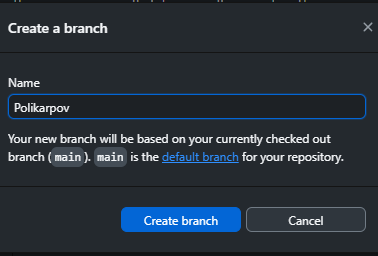 Create a branch
Name
Polikarpov
Your new branch will be based on your currently checked out
branch (main). main is the default branch for your repository.
Create branch
Cancel